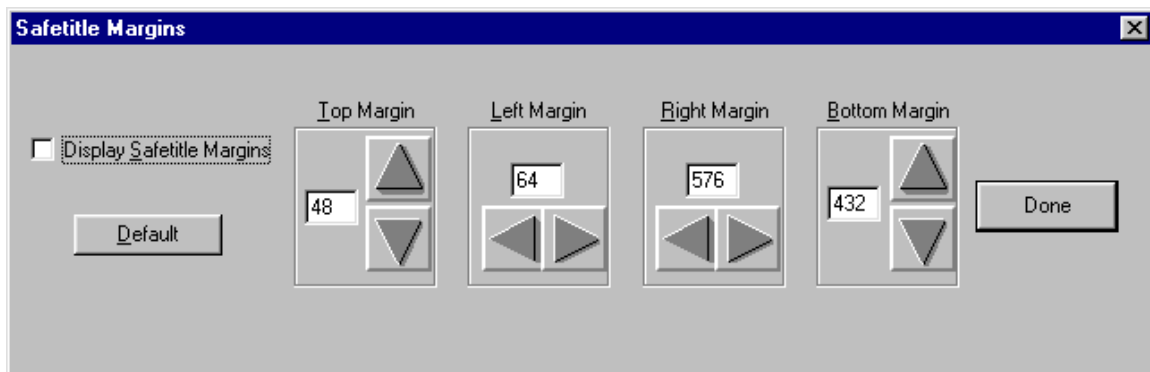 Safetitle Margins
Display Safetitle Margins
Default
Top Margin
48
Left Margin
64
Right Margin
576
Bottom Margin
432
Done